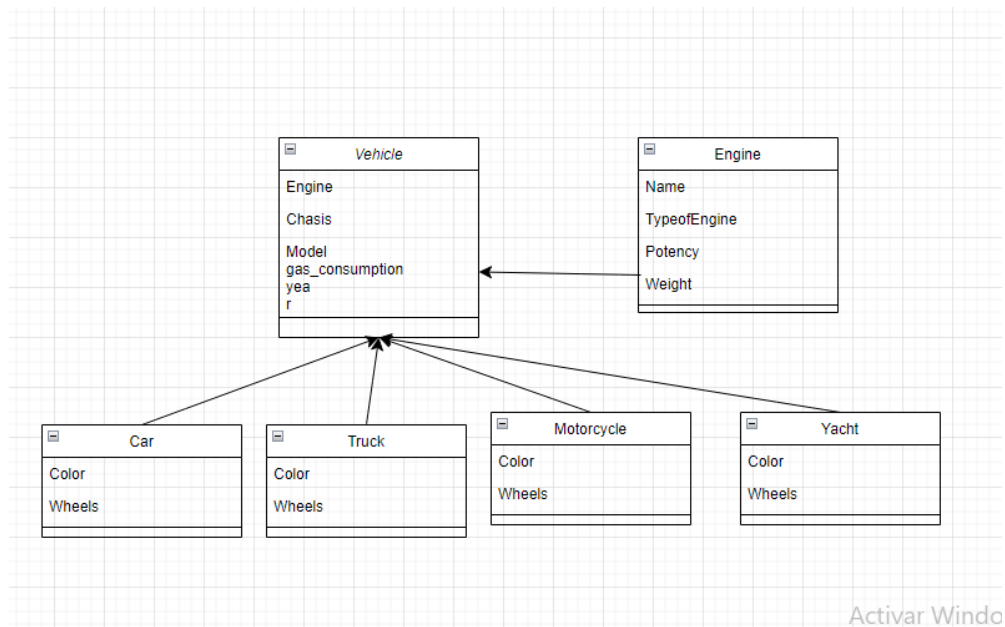 Vehicle
Engine
Chasis
Model
gas_consumption
yea
r
Engine
Name
TypeofEngine
Potency
Weight
Car
Color
Wheels
Truck
Color
Wheels
Motorcycle
Color
Wheels
Yacht
Color
Wheels
Activar Windo